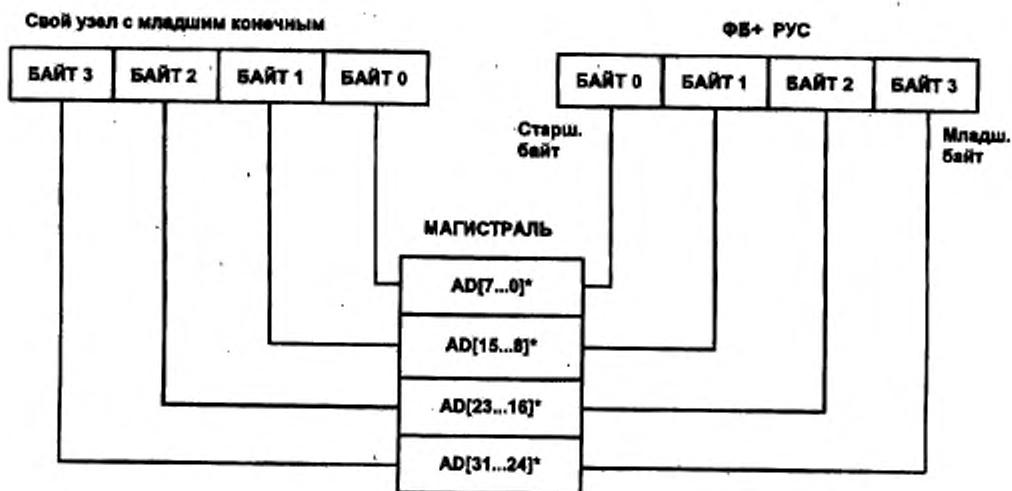 Свой узел с младшим конечным
ФБ+ РУС
БАЙТ 3 БАЙТ 2 БАЙТ 1 БАЙТ 0
БАЙТ 0 БАЙТ 1 БАЙТ 2 БАЙТ 3
Старш.
байт
Младш.
байт
МАГИСТРАЛЬ
AD[7...0]*
AD[15...8]*
AD[23...16]*
AD[31...24]*